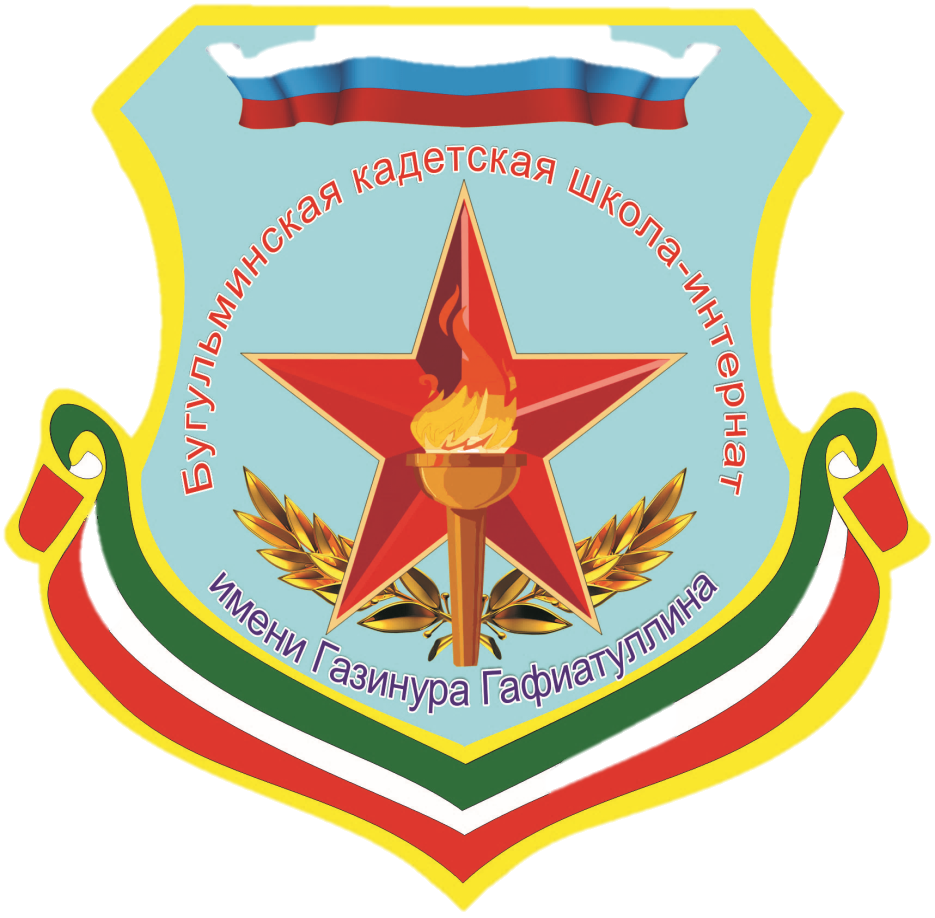 Бугульминская кадетская школа-интернат
имени Газинура Гафиатуллина